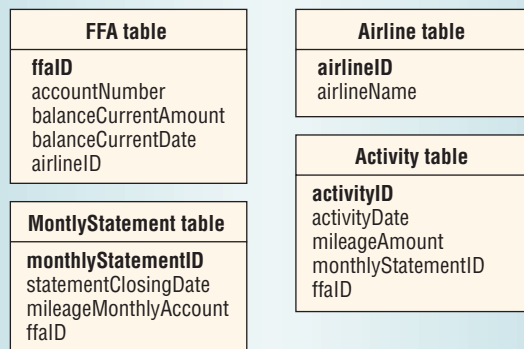 FFA table
ffaID
accountNumber
balanceCurrentAmount
balanceCurrentDate
airlineID
MontlyStatement table
monthlyStatementID
statementClosingDate
mileageMonthlyAccount
ffaID
Airline table
airlineID
airlineName
Activity table
activityID
activityDate
mileageAmount
monthlyStatementID
ffaID